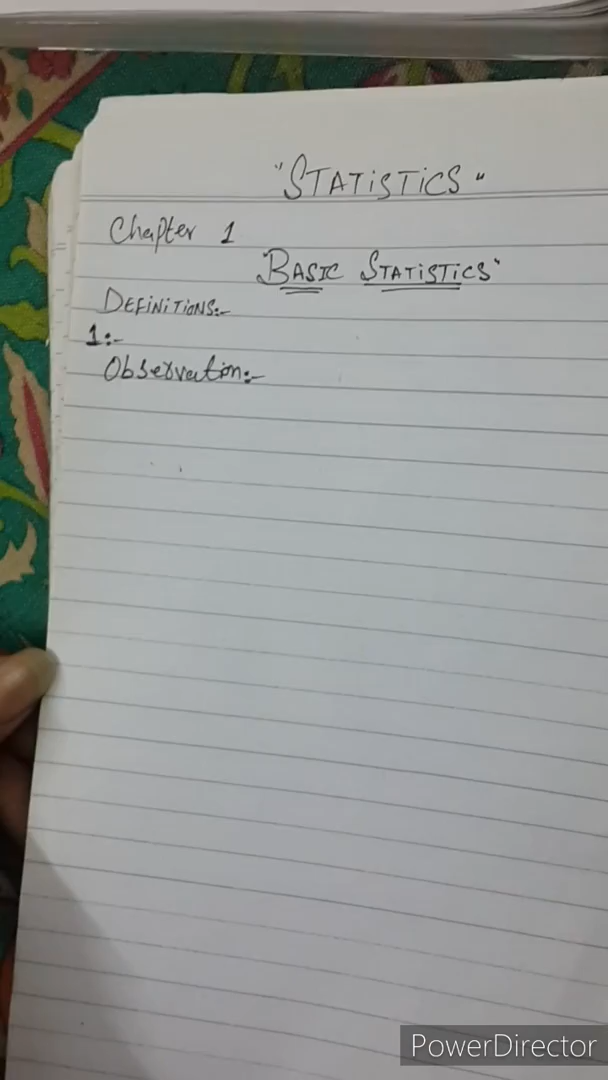 "STATiSTiCS"
Chapter 1
BASIC STATiSTiCS"
DEFiNiTiONS:-
1:-
Observation:-
PowerDirector